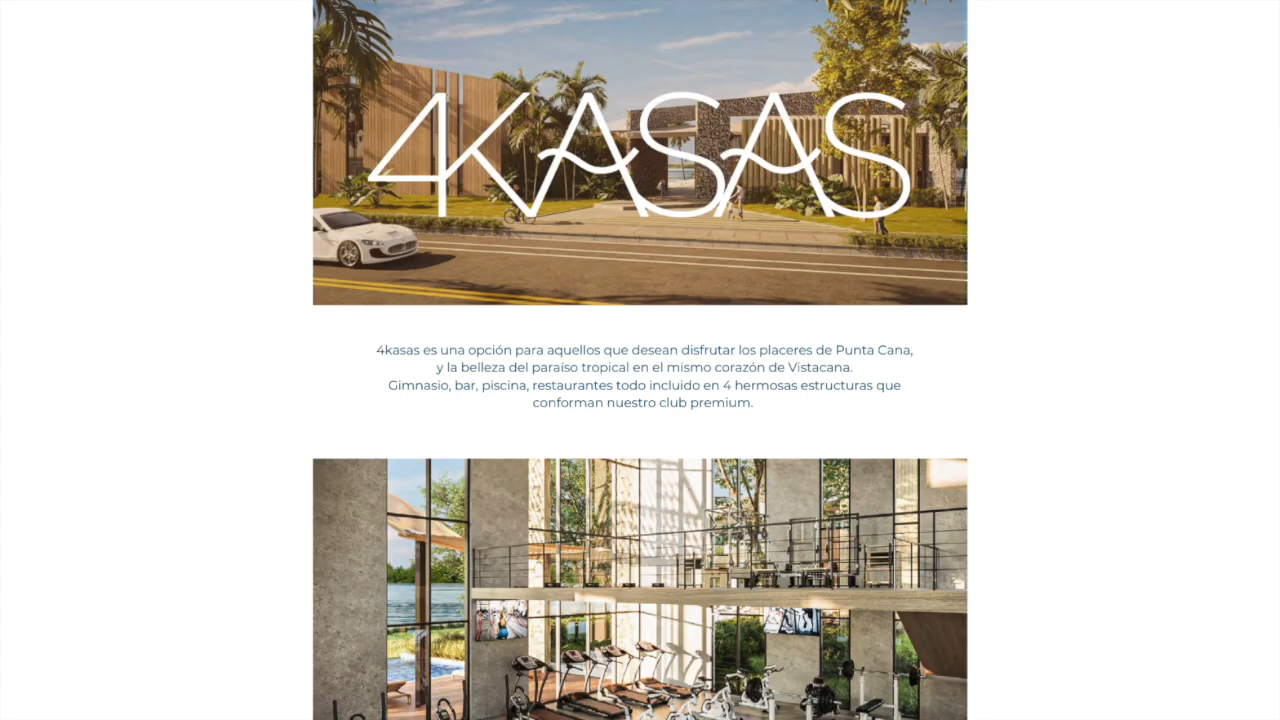 4KASAS
4kasas es una opción para aquellos que desean disfrutar los placeres de Punta Cana,
y la belleza del paraíso tropical en el mismo corazón de Vistacana.
Gimnasio, bar, piscina, restaurantes todo incluido en 4 hermosas estructuras que
conforman nuestro club premium.